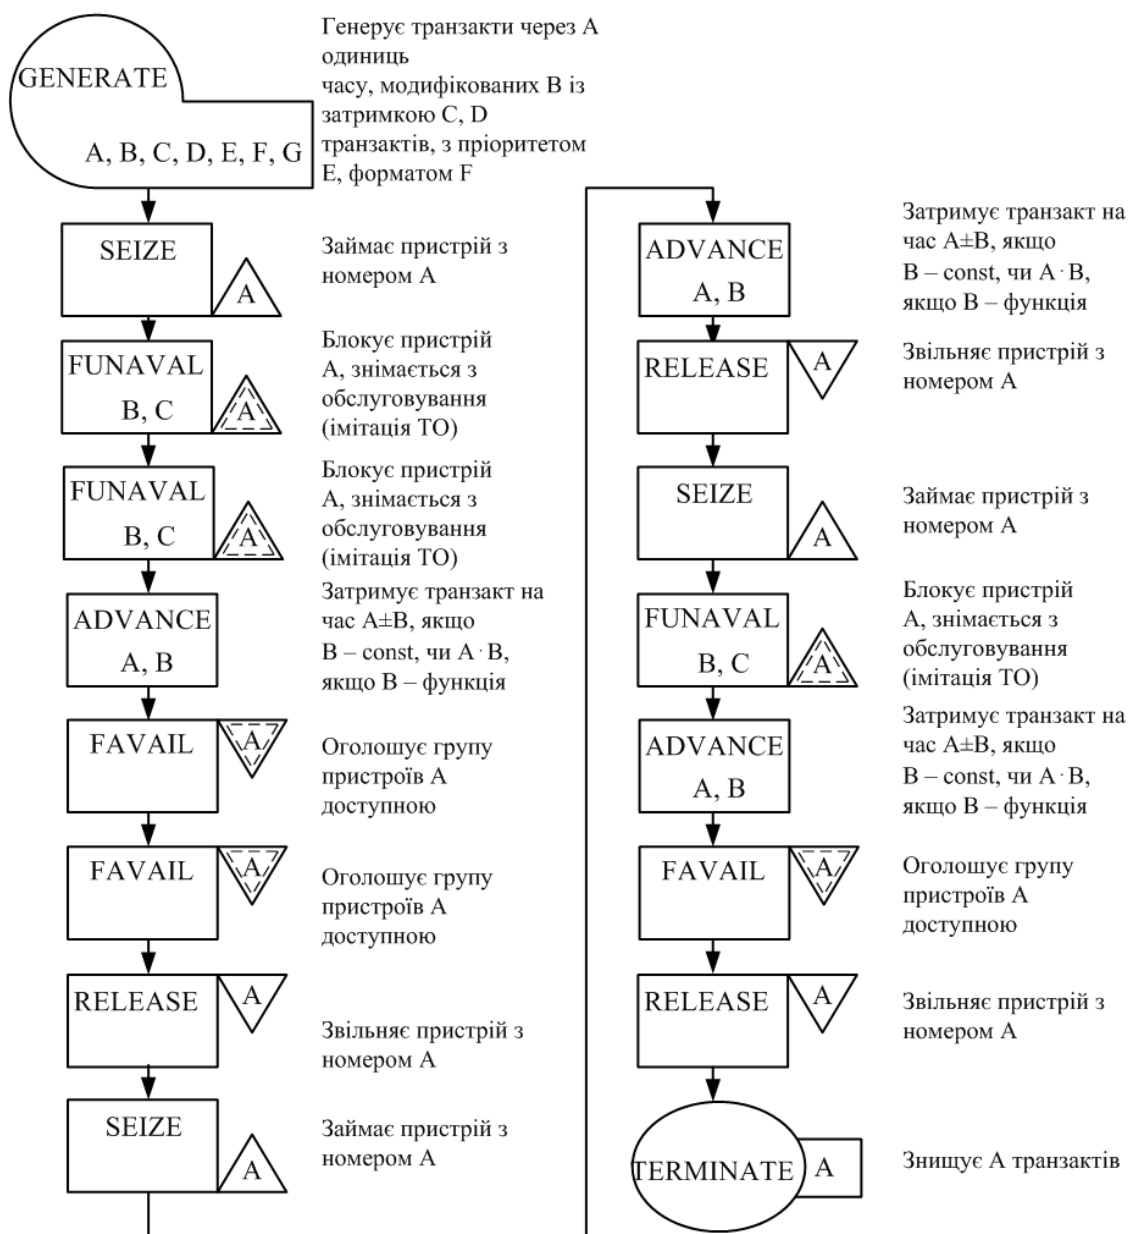 GENERATE
A, B, C, D, E, F, G
Генерує транзакти через А
одиниць
часу, модифікованих В із
затримкою С, D
транзактів, з пріоритетом
Е, форматом F
SEIZE
A
Займає пристрій з
номером А
FUNAVAL
B, C
A
Блокує пристрій
А, знімається з
обслуговування
(імітація ТО)
FUNAVAL
B, C
A
Блокує пристрій
А, знімається з
обслуговування
(імітація ТО)
ADVANCE
A, B
Затримує транзакт на
час А±В, якщо
В – const, чи А·В,
якщо В – функція
FAVAIL
A
Оголошує групу
пристроїв А
доступною
FAVAIL
A
Оголошує групу
пристроїв А
доступною
RELEASE
A
Звільняє пристрій з
номером А
SEIZE
A
Займає пристрій з
номером А
ADVANCE
A, B
Затримує транзакт на
час А±В, якщо
В – const, чи А·В,
якщо В – функція
RELEASE
A
Звільняє пристрій з
номером А
SEIZE
A
Займає пристрій з
номером А
FUNAVAL
B, C
A
Блокує пристрій
А, знімається з
обслуговування
(імітація ТО)
ADVANCE
A, B
Затримує транзакт на
час А±В, якщо
В – const, чи А·В,
якщо В – функція
FAVAIL
A
Оголошує групу
пристроїв А
доступною
RELEASE
A
Звільняє пристрій з
номером А
TERMINATE
A
Знищує А транзактів